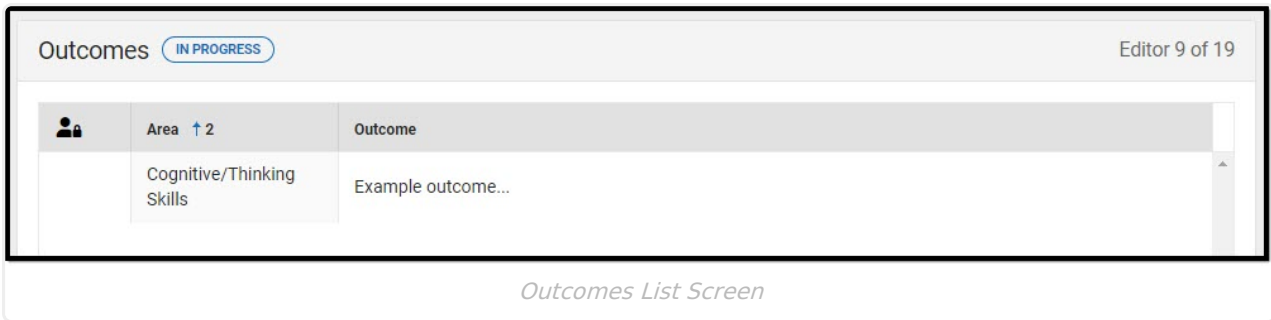 Outcomes IN PROGRESS Editor 9 of 19
Area ↑ 2 Outcome
Cognitive/Thinking
Skills
Example outcome...
Outcomes List Screen